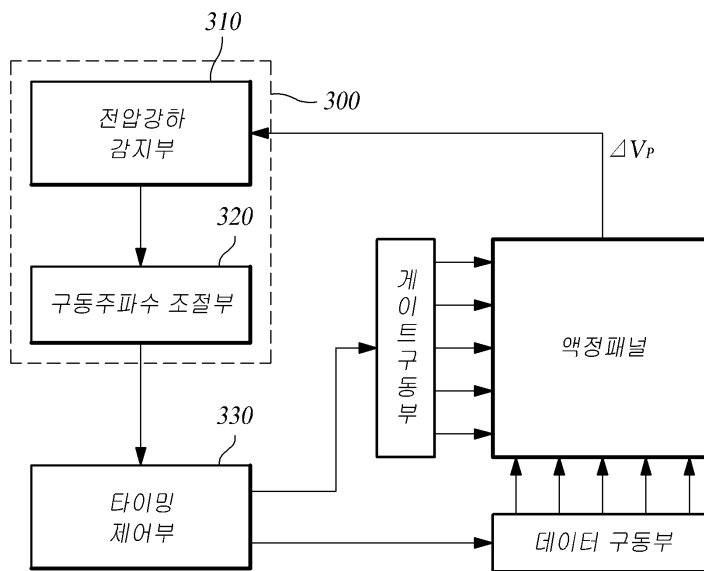 310
전압강하
감지부
300
△VP
320
구동주파수 조절부
게
이
트
구
동
부
액정패널
330
타이밍
제어부
데이터 구동부